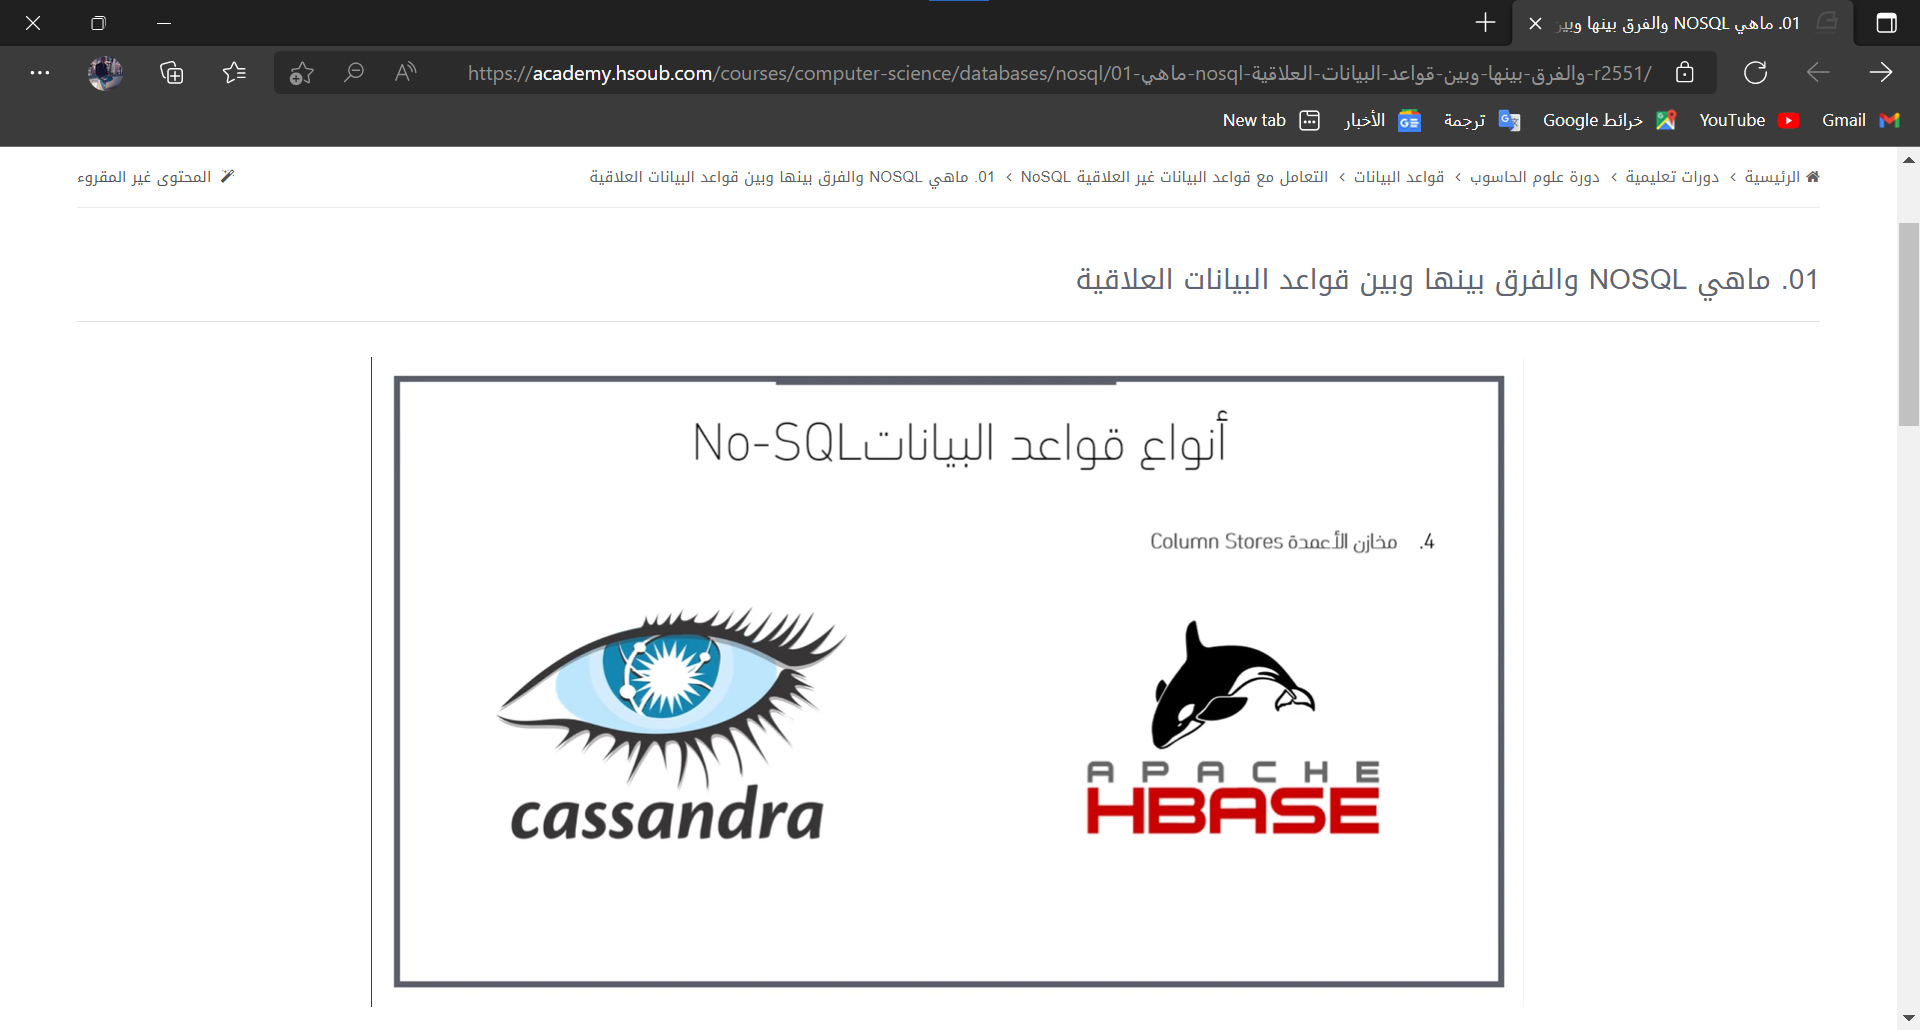 01. ماهي NOSQL والفرق بينها وبين
https://academy.hsoub.com/courses/computer-science/databases/nosql/01-ماهي-nosql-والفرق-بينها-وبين-قواعد-البيانات-العلاقية-r2551/
Gmail
YouTube
خرائط Google
ترجمة
الأخبار
New tab
الرئيسية › دورات تعليمية › دورة علوم الحاسوب › قواعد البيانات › التعامل مع قواعد البيانات غير العلاقية NoSQL › 01. ماهي NOSQL والفرق بينها وبين قواعد البيانات العلاقية
المحتوى غير المقروء
01. ماهي NOSQL والفرق بينها وبين قواعد البيانات العلاقية
أنواع قواعد البيانات No-SQL
4. مخازن الأعمدة Column Stores
APACHE
HBASE
cassandra